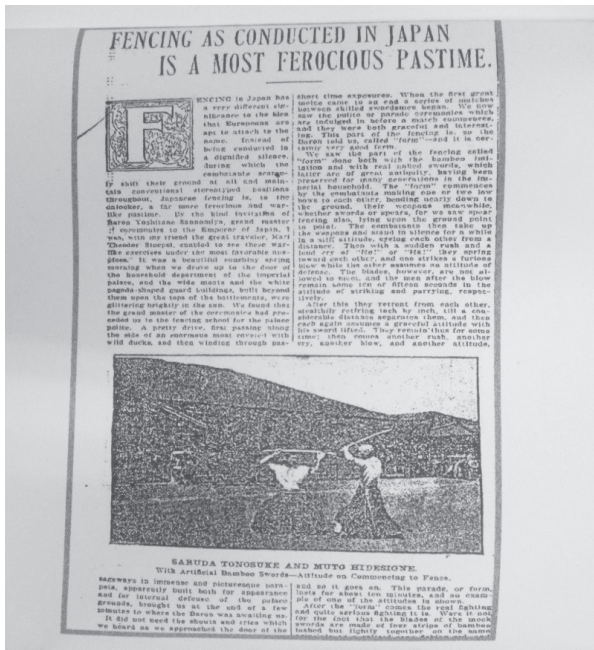 FENCING AS CONDUCTED IN JAPAN
IS A MOST FEROCIOUS PASTIME.
FENCING in Japan has
a very different sig-
nificance to the idea
that Europeans are
apt to attach to the
name. Instead of
being conducted in
a dignified silence,
during which the
combatants scarce-
ly shift their ground at all and main-
tain conventional stereotyped positions
throughout, Japanese fencing is, to the
onlooker, a far more ferocious and war-
like pastime. By the kind invitation of
Baron Yoshitane Sannomiya, grand master
of ceremonies to the Emperor of Japan, I
was, with my friend the great traveler, Karl
Theodor Stoepel, enabled to see these war-
like exercises under the most favorable aus-
pices. It was a beautiful sunshiny spring
morning when we drove up to the door of
the household department of the imperial
palace, and the wide moats and the white
pagoda-shaped guard buildings, built beyond
them upon the tops of the battlements, were
glittering brightly in the sun. We found that
the grand master of the ceremonies had pre-
ceded us to the fencing school for the palace
police. A pretty drive, first passing along
the side of an enormous moat covered with
wild ducks, and then winding through pas-
short time exposures. When the first great
melee came to an end a series of matches
between skilled swordsmen began. We now
saw the polite or parade ceremonies which
are indulged in before a match commences,
and they were both graceful and interest-
ing. This part of the fencing is, so the
Baron told us, called "form"—and it is cer-
tainly very good form.
We saw the part of the fencing called
"form" done both with the bamboo imi-
tation and with real naked swords, which
latter are of great antiquity, having been
preserved for many generations in the im-
perial household. The "form" commences
by the combatants making one or two low
bows to each other, bending nearly down to
the ground. Their weapons meanwhile,
whether swords or spears, for we saw spear
fencing also, lying upon the ground point
to point. The combatants then take up
the weapons and stand in silence for a while
in a stiff attitude, eyeing each other from a
distance. Then with a sudden rush and a
loud cry of "Ho!" "Ha!" they spring
toward each other, and one strikes a furious
blow while the other assumes an attitude of
defense. The blades, however, are not al-
lowed to meet, and the men after the blow
remain some ten or fifteen seconds in the
attitude of striking and parrying, respec-
tively.
After this they retreat from each other,
stealthily retiring inch by inch, till a con-
siderable distance separates them, and then
each again assumes a graceful attitude with
his sword lifted. They remain thus for some
time; then comes another rush, another
cry, another blow, and another attitude,
SARUDA TONOSUKE AND MUTO HIDESIONE.
With Artificial Bamboo Swords—Attitude on Commencing to Fence.
sageways in immense and picturesque para-
pets, apparently built both for appearance
and for internal defense of the palace
grounds, brought us at the end of a few
minutes to where the Baron was awaiting us.
It did not need the shouts and cries which
we heard as we approached the door of the
and so it goes on. This parade, or form,
lasts for about ten minutes, and an exam-
ple of one of the attitudes is shown.
After the "form" comes the real fighting
and quite serious fighting it is. Were it not
for the fact that the blades of the mock
swords are made of four strips of bamboo
lashed but lightly together on the same